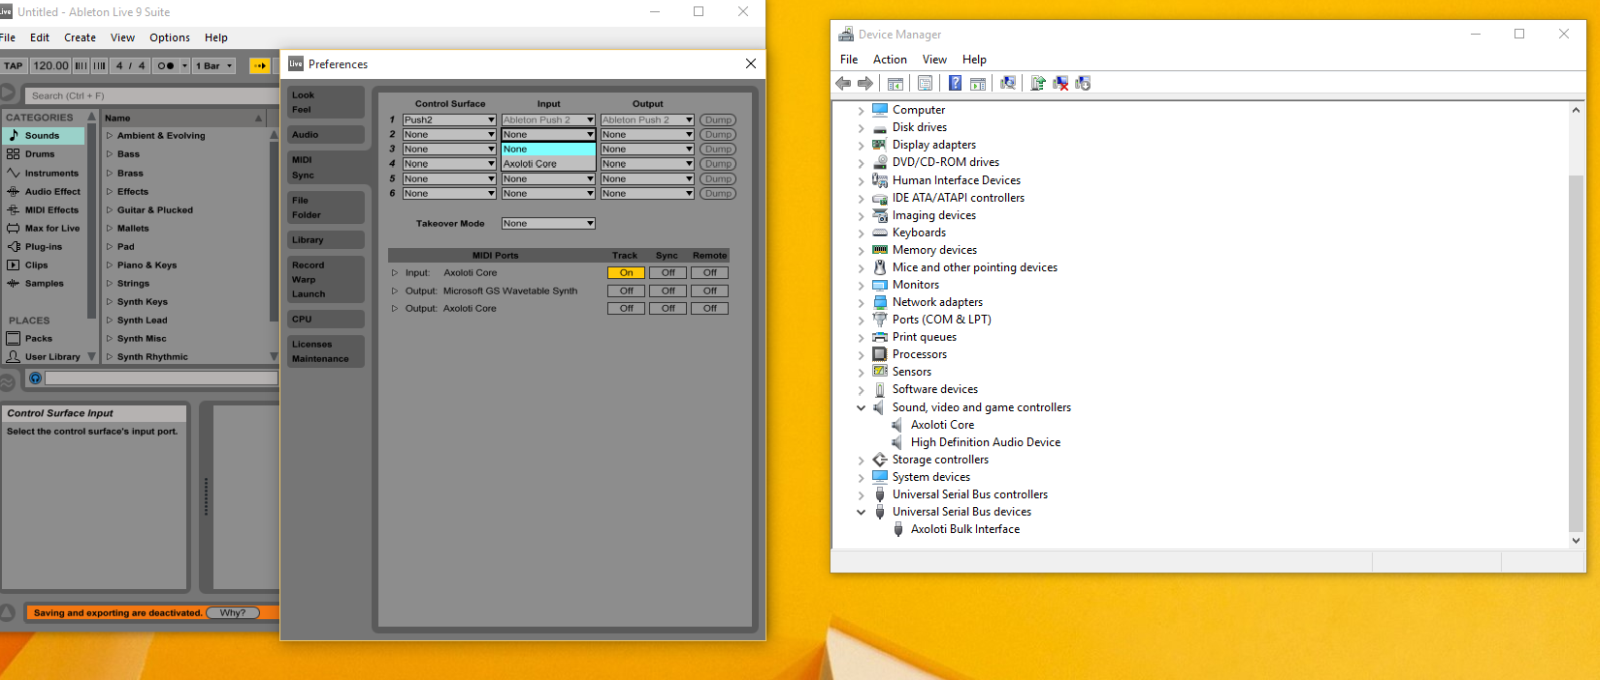 Live Untitled - Ableton Live 9 Suite
File Edit Create View Options Help
TAP 120.00 4 / 4 1 Bar
Search (Ctrl + F)
CATEGORIES
Sounds
Drums
Instruments
Audio Effect
MIDI Effects
Max for Live
Plug-ins
Clips
Samples
PLACES
Packs
User Library
Name
Ambient & Evolving
Bass
Brass
Effects
Guitar & Plucked
Mallets
Pad
Piano & Keys
Strings
Synth Keys
Synth Lead
Synth Misc
Synth Rhythmic
Control Surface Input
Select the control surface's input port.
Saving and exporting are deactivated. Why?
Live Preferences
Look
Feel
Audio
MIDI
Sync
File
Folder
Library
Record
Warp
Launch
CPU
Licenses
Maintenance
Control Surface Input Output
1 Push2 Ableton Push 2 Ableton Push 2 Dump
2 None None None Dump
3 None None None Dump
4 None Axoloti Core None Dump
5 None None None Dump
6 None None None Dump
Takeover Mode None
MIDI Ports Track Sync Remote
Input: Axoloti Core On Off Off
Output: Microsoft GS Wavetable Synth Off Off Off
Output: Axoloti Core Off Off Off
Device Manager
File Action View Help
Computer
Disk drives
Display adapters
DVD/CD-ROM drives
Human Interface Devices
IDE ATA/ATAPI controllers
Imaging devices
Keyboards
Memory devices
Mice and other pointing devices
Monitors
Network adapters
Ports (COM & LPT)
Print queues
Processors
Sensors
Software devices
Sound, video and game controllers
Axoloti Core
High Definition Audio Device
Storage controllers
System devices
Universal Serial Bus controllers
Universal Serial Bus devices
Axoloti Bulk Interface